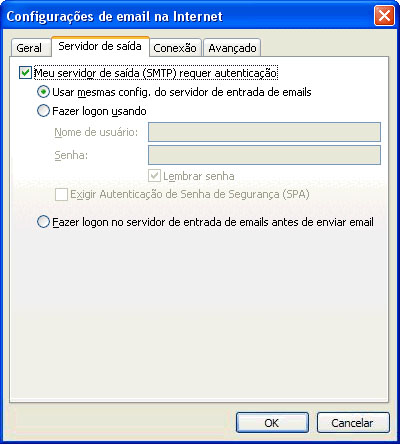 Configurações de email na Internet
Geral Servidor de saída Conexão Avançado
Meu servidor de saída (SMTP) requer autenticação
Usar mesmas config. do servidor de entrada de emails
Fazer logon usando
Nome de usuário:
Senha:
Lembrar senha
Exigir Autenticação de Senha de Segurança (SPA)
Fazer logon no servidor de entrada de emails antes de enviar email
OK Cancelar